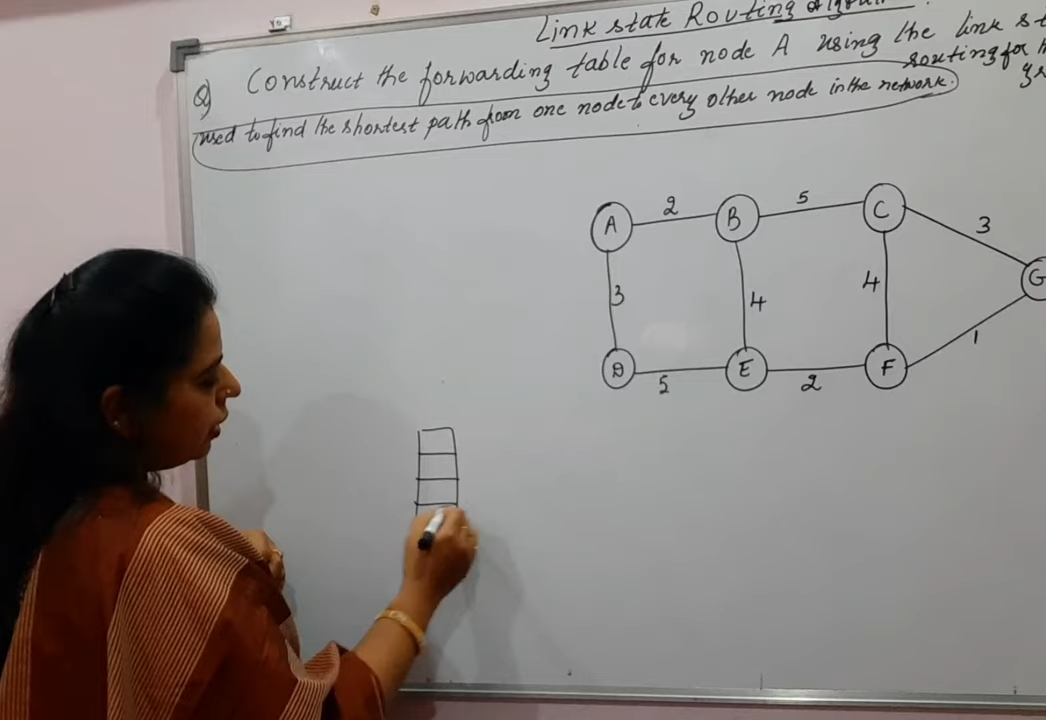 Link state Routing
Q) Construct the forwarding table for node A using the link
routing for
used to find the shortest path from one node to every other node in the network.
A 2 B 5 C 3
3 4 4 G
D 5 E 2 F 1